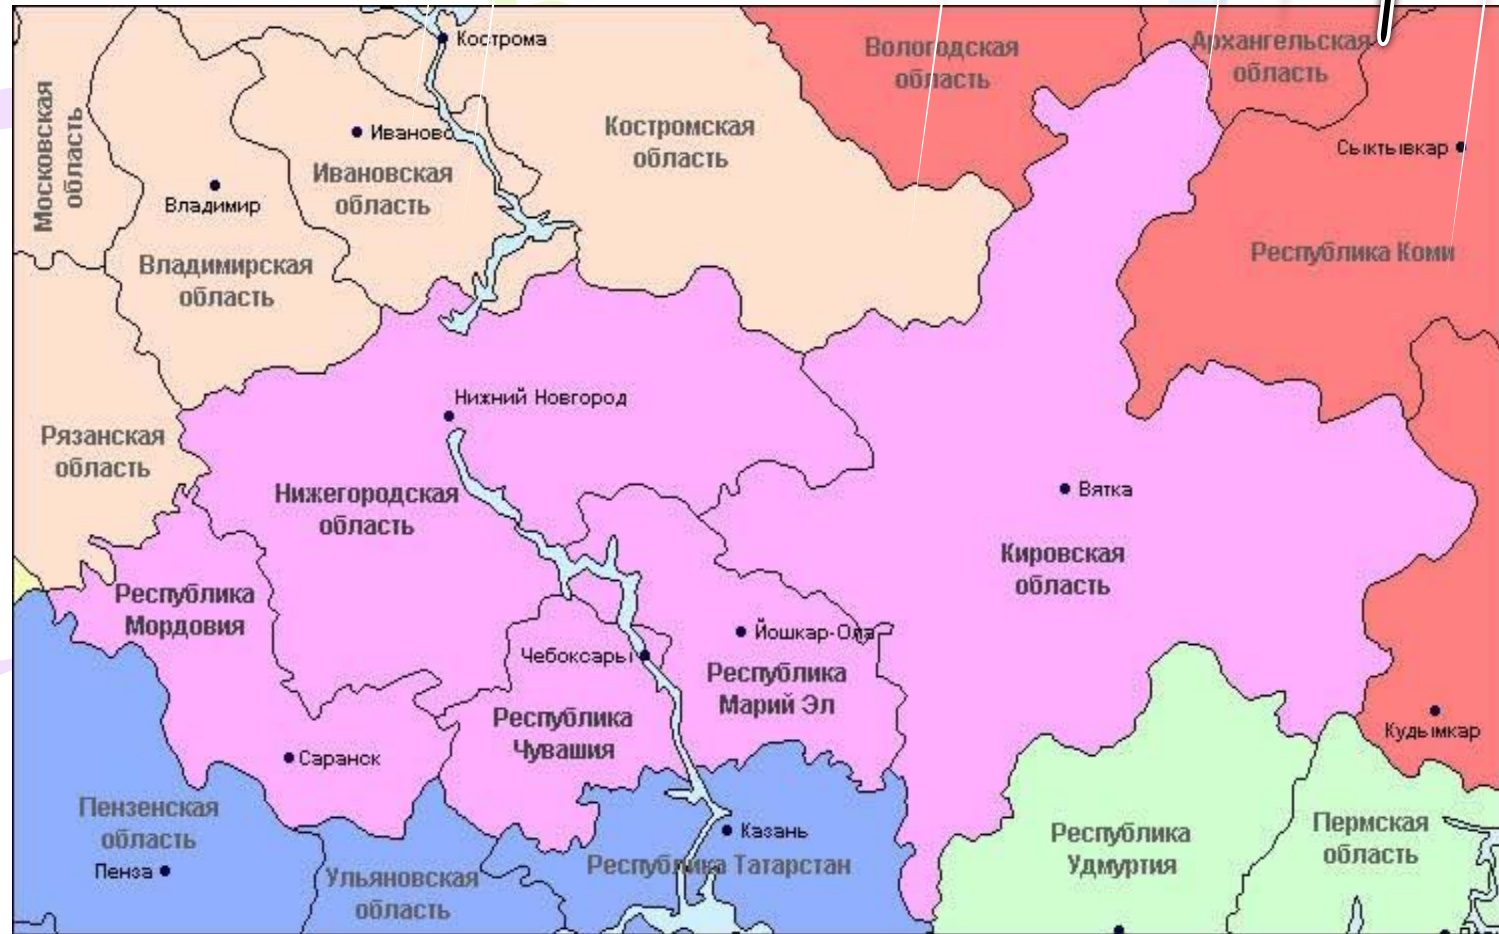 Кострома
Вологодская
область
Архангельская
область
Московская
область
Иваново
Костромская
область
Сыктывкар
Ивановская
область
Владимир
Владимирская
область
Республика Коми
Нижний Новгород
Рязанская
область
Нижегородская
область
Вятка
Кировская
область
Республика
Мордовия
Йошкар-Ола
Чебоксары
Республика
Марий Эл
Республика
Чувашия
Кудымкар
Саранск
Пензенская
область
Казань
Республика
Удмуртия
Пермская
область
Республика Татарстан
Пенза
Ульяновская
область